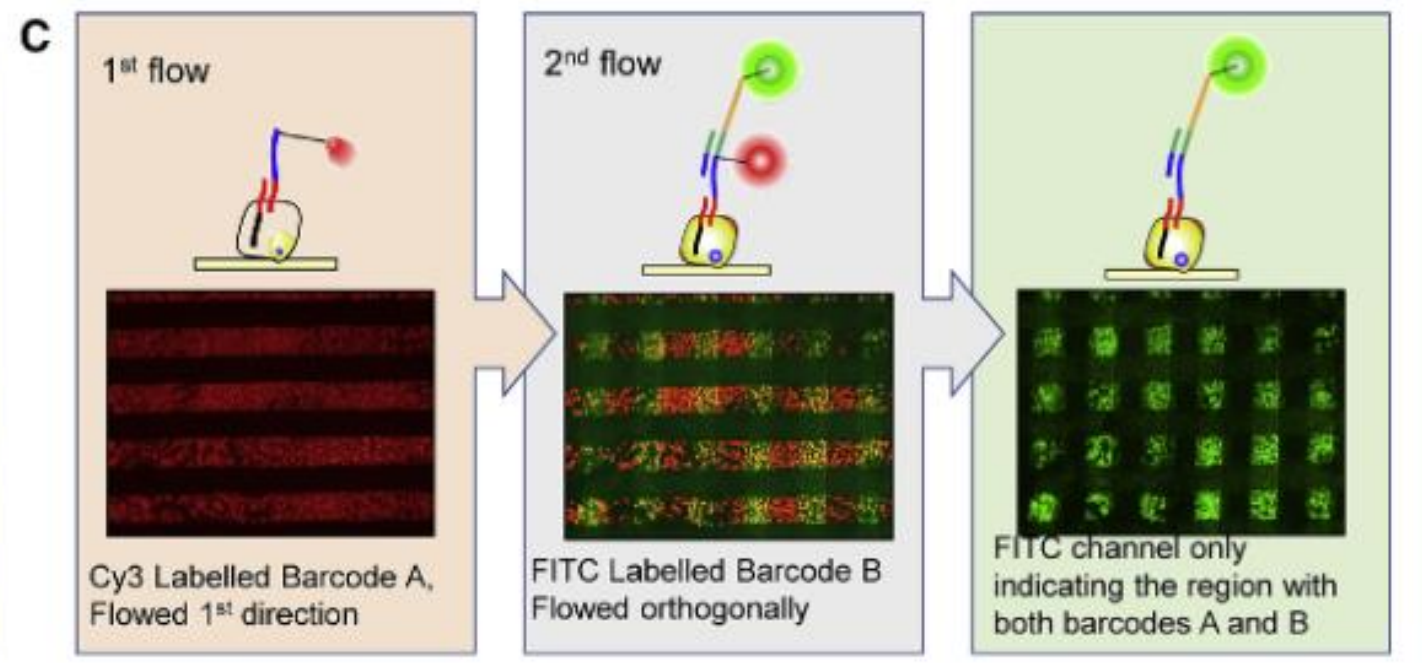 C
1st flow
2nd flow
Cy3 Labelled Barcode A,
Flowed 1st direction
FITC Labelled Barcode B
Flowed orthogonally
FITC channel only
indicating the region with
both barcodes A and B